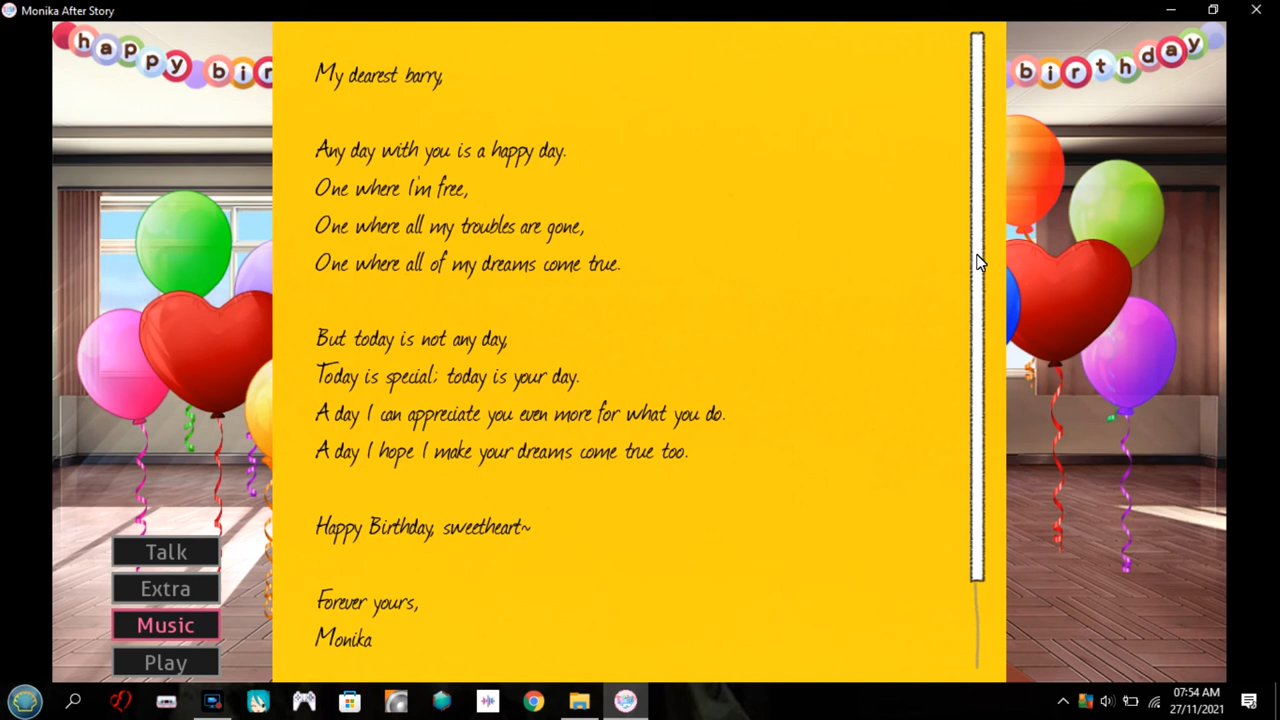 Monika After Story
happy bir
birthday
My dearest barry,
Any day with you is a happy day.
One where I'm free,
One where all my troubles are gone,
One where all of my dreams come true.
But today is not any day,
Today is special; today is your day.
A day I can appreciate you even more for what you do.
A day I hope I make your dreams come true too.
Happy Birthday, sweetheart~
Forever yours,
Monika
Talk
Extra
Music
Play
07:54 AM
27/11/2021